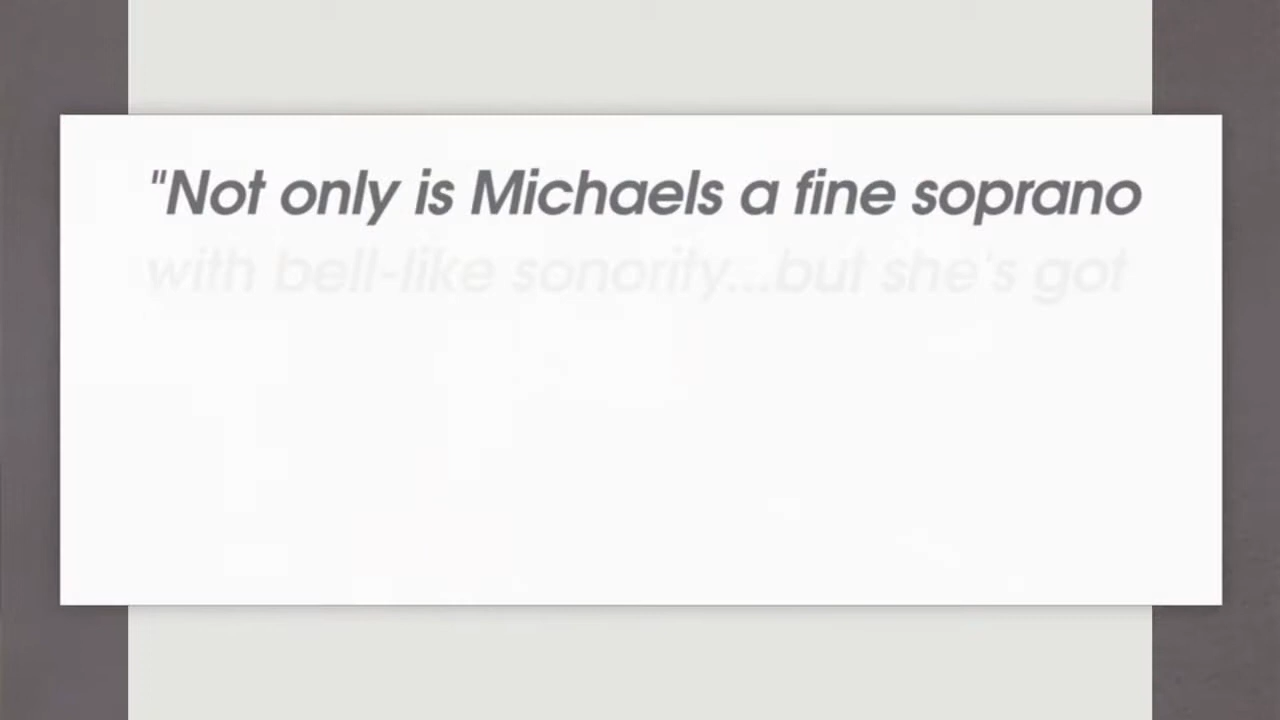 "Not only is Michaels a fine soprano
with bell-like sonority...but she's got